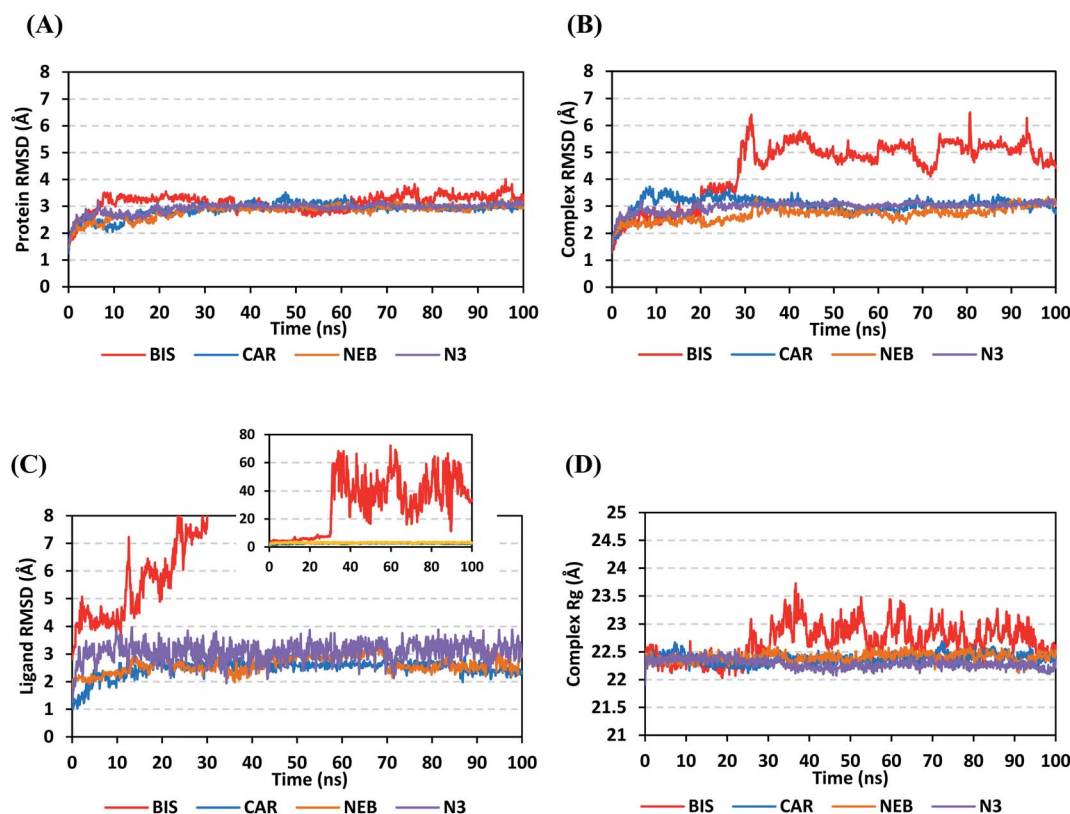 (A)
Protein RMSD (Å)
8
7
6
5
4
3
2
1
0
0 10 20 30 40 50 60 70 80 90 100
Time (ns)
BIS CAR NEB N3
(B)
Complex RMSD (Å)
8
7
6
5
4
3
2
1
0
0 10 20 30 40 50 60 70 80 90 100
Time (ns)
BIS CAR NEB N3
(C)
80
60
40
20
0
0 20 40 60 80 100
Ligand RMSD (Å)
8
7
6
5
4
3
2
1
0
0 10 20 30 40 50 60 70 80 90 100
Time (ns)
BIS CAR NEB N3
(D)
Complex Rg (Å)
25
24.5
23.5
23
22.5
22
21.5
21
0 10 20 30 40 50 60 70 80 90 100
Time (ns)
BIS CAR NEB N3